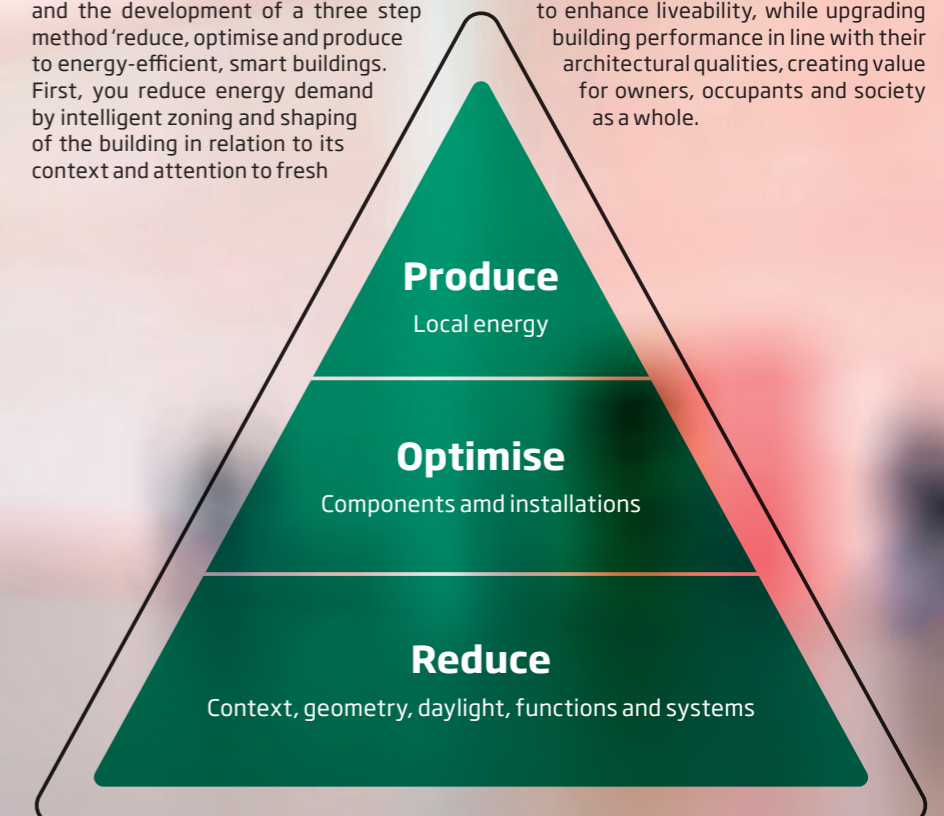 and the development of a three step
method ‘reduce, optimise and produce
to energy-efficient, smart buildings.
First, you reduce energy demand
by intelligent zoning and shaping
of the building in relation to its
context and attention to fresh
to enhance liveability, while upgrading
building performance in line with their
architectural qualities, creating value
for owners, occupants and society
as a whole.
Produce
Local energy
Optimise
Components amd installations
Reduce
Context, geometry, daylight, functions and systems